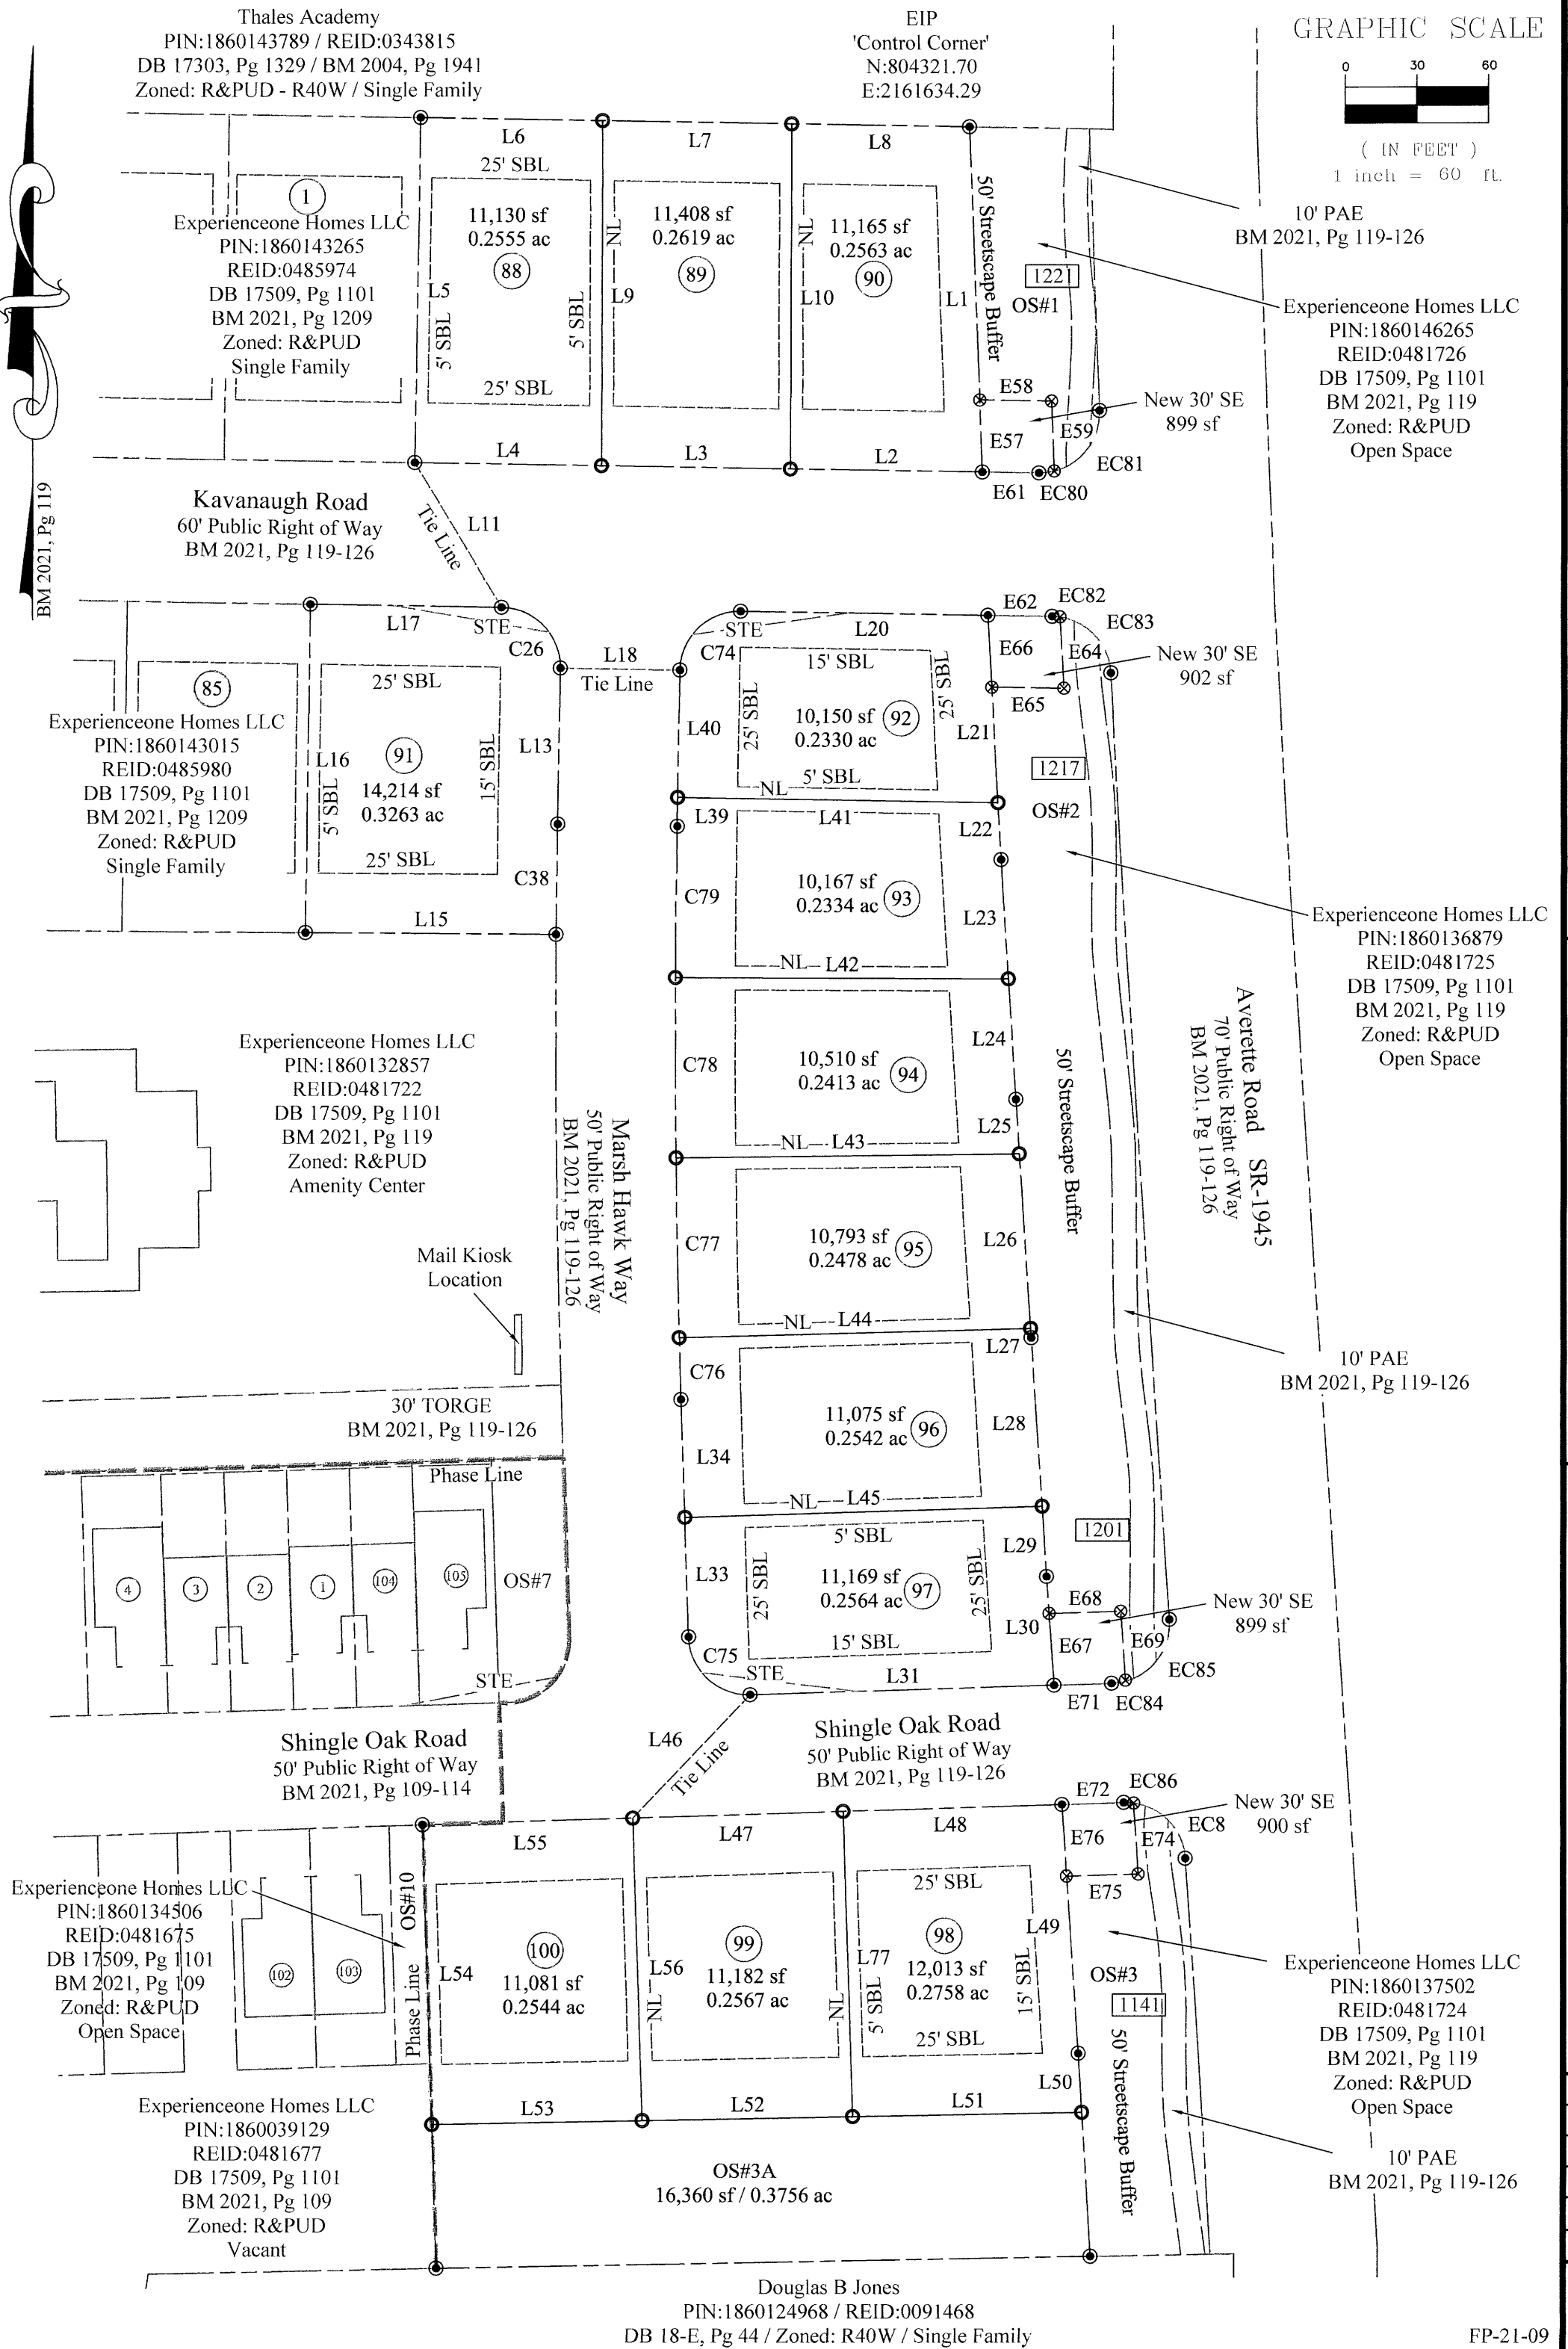 Thales Academy
PIN:1860143789 / REID:0343815
DB 17303, Pg 1329 / BM 2004, Pg 1941
Zoned: R&PUD - R40W / Single Family
EIP
'Control Corner'
N:804321.70
E:2161634.29
GRAPHIC SCALE
0 30 60
( IN FEET )
1 inch = 60 ft.
BM 2021, Pg 119
L6
L7
L8
25' SBL
1
Experienceone Homes LLC
PIN:1860143265
REID:0485974
DB 17509, Pg 1101
BM 2021, Pg 1209
Zoned: R&PUD
Single Family
L5
5' SBL
11,130 sf
0.2555 ac
88
5' SBL
25' SBL
NL
L9
11,408 sf
0.2619 ac
89
NL
L10
11,165 sf
0.2563 ac
90
L1
50' Streetscape Buffer
1221
OS#1
10' PAE
BM 2021, Pg 119-126
Experienceone Homes LLC
PIN:1860146265
REID:0481726
DB 17509, Pg 1101
BM 2021, Pg 119
Zoned: R&PUD
Open Space
E58
New 30' SE
899 sf
E57
E59
EC81
L4
L3
L2
E61
EC80
Kavanaugh Road
60' Public Right of Way
BM 2021, Pg 119-126
L11
Tie Line
L17
STE
C26
L18
Tie Line
C74
STE
L20
E62
EC82
EC83
E66
E64
New 30' SE
902 sf
E65
85
Experienceone Homes LLC
PIN:1860143015
REID:0485980
DB 17509, Pg 1101
BM 2021, Pg 1209
Zoned: R&PUD
Single Family
25' SBL
L16
5' SBL
91
14,214 sf
0.3263 ac
15' SBL
25' SBL
L13
C38
L15
15' SBL
L40
25' SBL
10,150 sf
0.2330 ac
92
25' SBL
L21
5' SBL
NL
1217
OS#2
L39
L41
L22
C79
10,167 sf
0.2334 ac
93
L23
NL
L42
Experienceone Homes LLC
PIN:1860136879
REID:0481725
DB 17509, Pg 1101
BM 2021, Pg 119
Zoned: R&PUD
Open Space
Averette Road SR-1945
70' Public Right of Way
BM 2021, Pg 119-126
Experienceone Homes LLC
PIN:1860132857
REID:0481722
DB 17509, Pg 1101
BM 2021, Pg 119
Zoned: R&PUD
Amenity Center
Marsh Hawk Way
50' Public Right of Way
BM 2021, Pg 119-126
C78
10,510 sf
0.2413 ac
94
L24
L25
NL
L43
50' Streetscape Buffer
C77
10,793 sf
0.2478 ac
95
L26
NL
L44
L27
Mail Kiosk
Location
10' PAE
BM 2021, Pg 119-126
30' TORGE
BM 2021, Pg 119-126
C76
L34
11,075 sf
0.2542 ac
96
L28
NL
L45
Phase Line
4
3
2
1
104
105
OS#7
STE
5' SBL
L33
25' SBL
11,169 sf
0.2564 ac
97
25' SBL
15' SBL
L29
L30
1201
E68
New 30' SE
899 sf
E67
E69
EC85
C75
STE
L31
E71
EC84
Shingle Oak Road
50' Public Right of Way
BM 2021, Pg 109-114
L46
Tie Line
Shingle Oak Road
50' Public Right of Way
BM 2021, Pg 119-126
E72
EC86
EC8
New 30' SE
900 sf
E76
E74
E75
L55
L47
L48
Experienceone Homes LLC
PIN:1860134506
REID:0481675
DB 17509, Pg 1101
BM 2021, Pg 109
Zoned: R&PUD
Open Space
102
103
OS#10
Phase Line
L54
100
11,081 sf
0.2544 ac
L56
NL
99
11,182 sf
0.2567 ac
NL
L77
5' SBL
25' SBL
98
12,013 sf
0.2758 ac
15' SBL
25' SBL
L49
L50
OS#3
1141
50' Streetscape Buffer
Experienceone Homes LLC
PIN:1860137502
REID:0481724
DB 17509, Pg 1101
BM 2021, Pg 119
Zoned: R&PUD
Open Space
10' PAE
BM 2021, Pg 119-126
L53
L52
L51
Experienceone Homes LLC
PIN:1860039129
REID:0481677
DB 17509, Pg 1101
BM 2021, Pg 109
Zoned: R&PUD
Vacant
OS#3A
16,360 sf / 0.3756 ac
Douglas B Jones
PIN:1860124968 / REID:0091468
DB 18-E, Pg 44 / Zoned: R40W / Single Family
FP-21-09